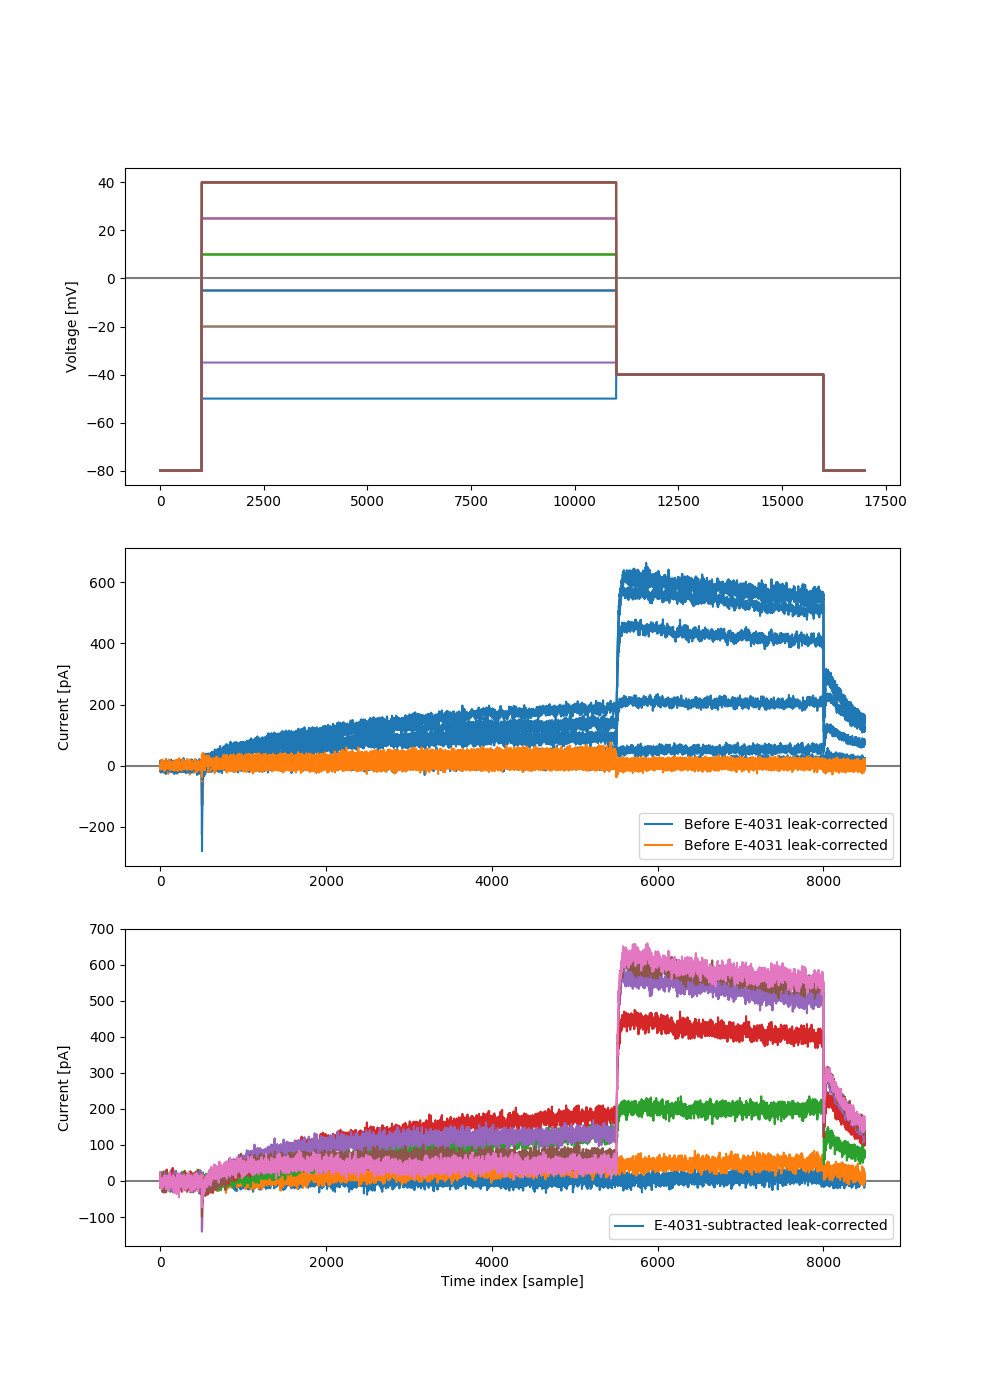 40
20
0
−20
−40
−60
−80
Voltage [mV]
0 2500 5000 7500 10000 12500 15000 17500
600
400
200
0
−200
Current [pA]
Before E-4031 leak-corrected
Before E-4031 leak-corrected
0 2000 4000 6000 8000
700
600
500
400
300
200
100
0
−100
Current [pA]
E-4031-subtracted leak-corrected
0 2000 4000 6000 8000
Time index [sample]